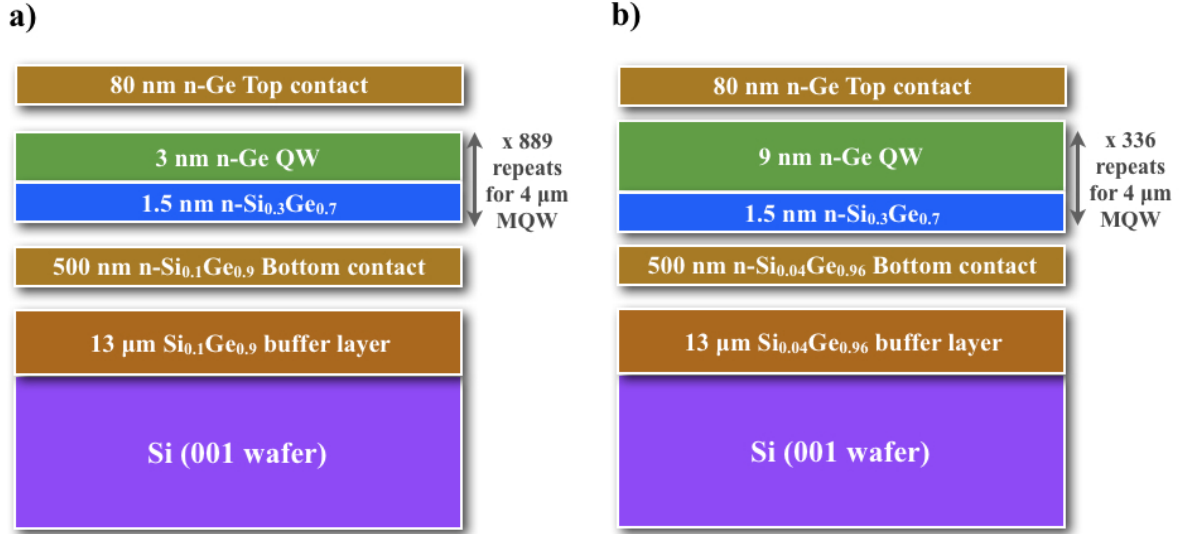 a)
80 nm n-Ge Top contact
3 nm n-Ge QW
1.5 nm n-Si₀.₃Ge₀.₇
x 889
repeats
for 4 μm
MQW
500 nm n-Si₀.₁Ge₀.₉ Bottom contact
13 μm Si₀.₁Ge₀.₉ buffer layer
Si (001 wafer)
b)
80 nm n-Ge Top contact
9 nm n-Ge QW
1.5 nm n-Si₀.₃Ge₀.₇
x 336
repeats
for 4 μm
MQW
500 nm n-Si₀.₀₄Ge₀.₉₆ Bottom contact
13 μm Si₀.₀₄Ge₀.₉₆ buffer layer
Si (001 wafer)